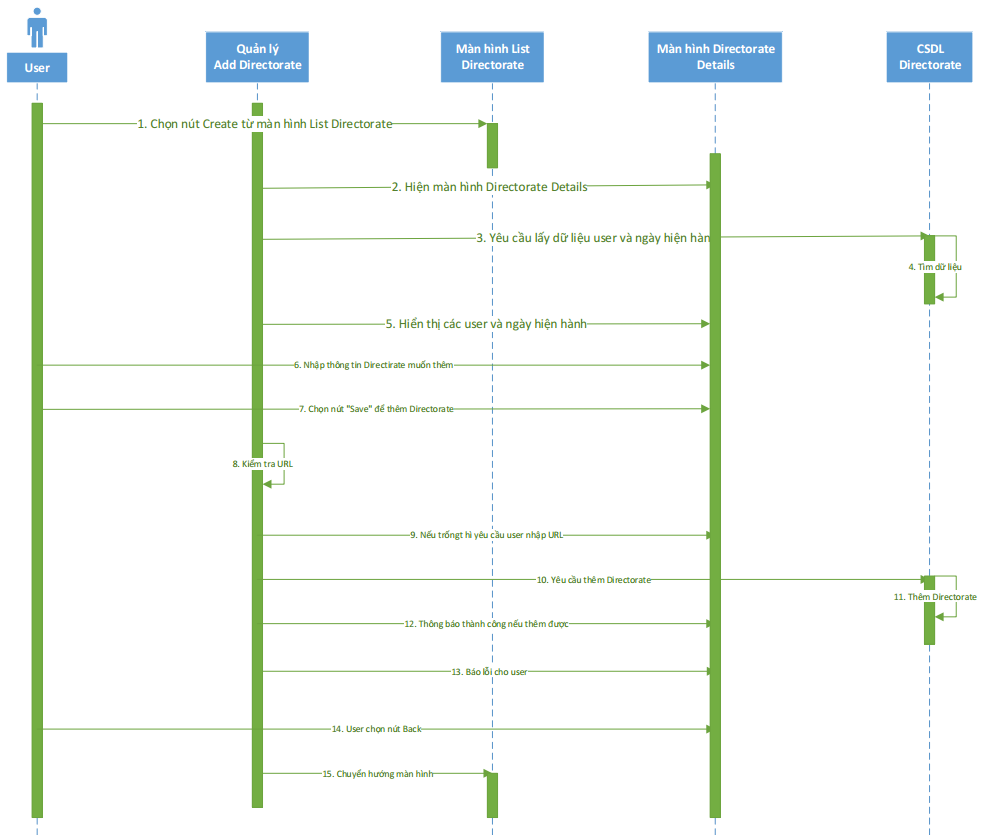 User
Quản lý
Add Directorate
Màn hình List
Directorate
Màn hình Directorate
Details
CSDL
Directorate
1. Chọn nút Create từ màn hình List Directorate
2. Hiện màn hình Directorate Details
3. Yêu cầu lấy dữ liệu user và ngày hiện hàn
4. Tìm dữ liệu
5. Hiển thị các user và ngày hiện hành
6. Nhập thông tin Directirate muốn thêm
7. Chọn nút "Save" để thêm Directorate
8. Kiểm tra URL
9. Nếu trốngt hì yêu cầu user nhập URL
10. Yêu cầu thêm Directorate
11. Thêm Directorate
12. Thông báo thành công nếu thêm được
13. Báo lỗi cho user
14. User chọn nút Back
15. Chuyển hướng màn hình